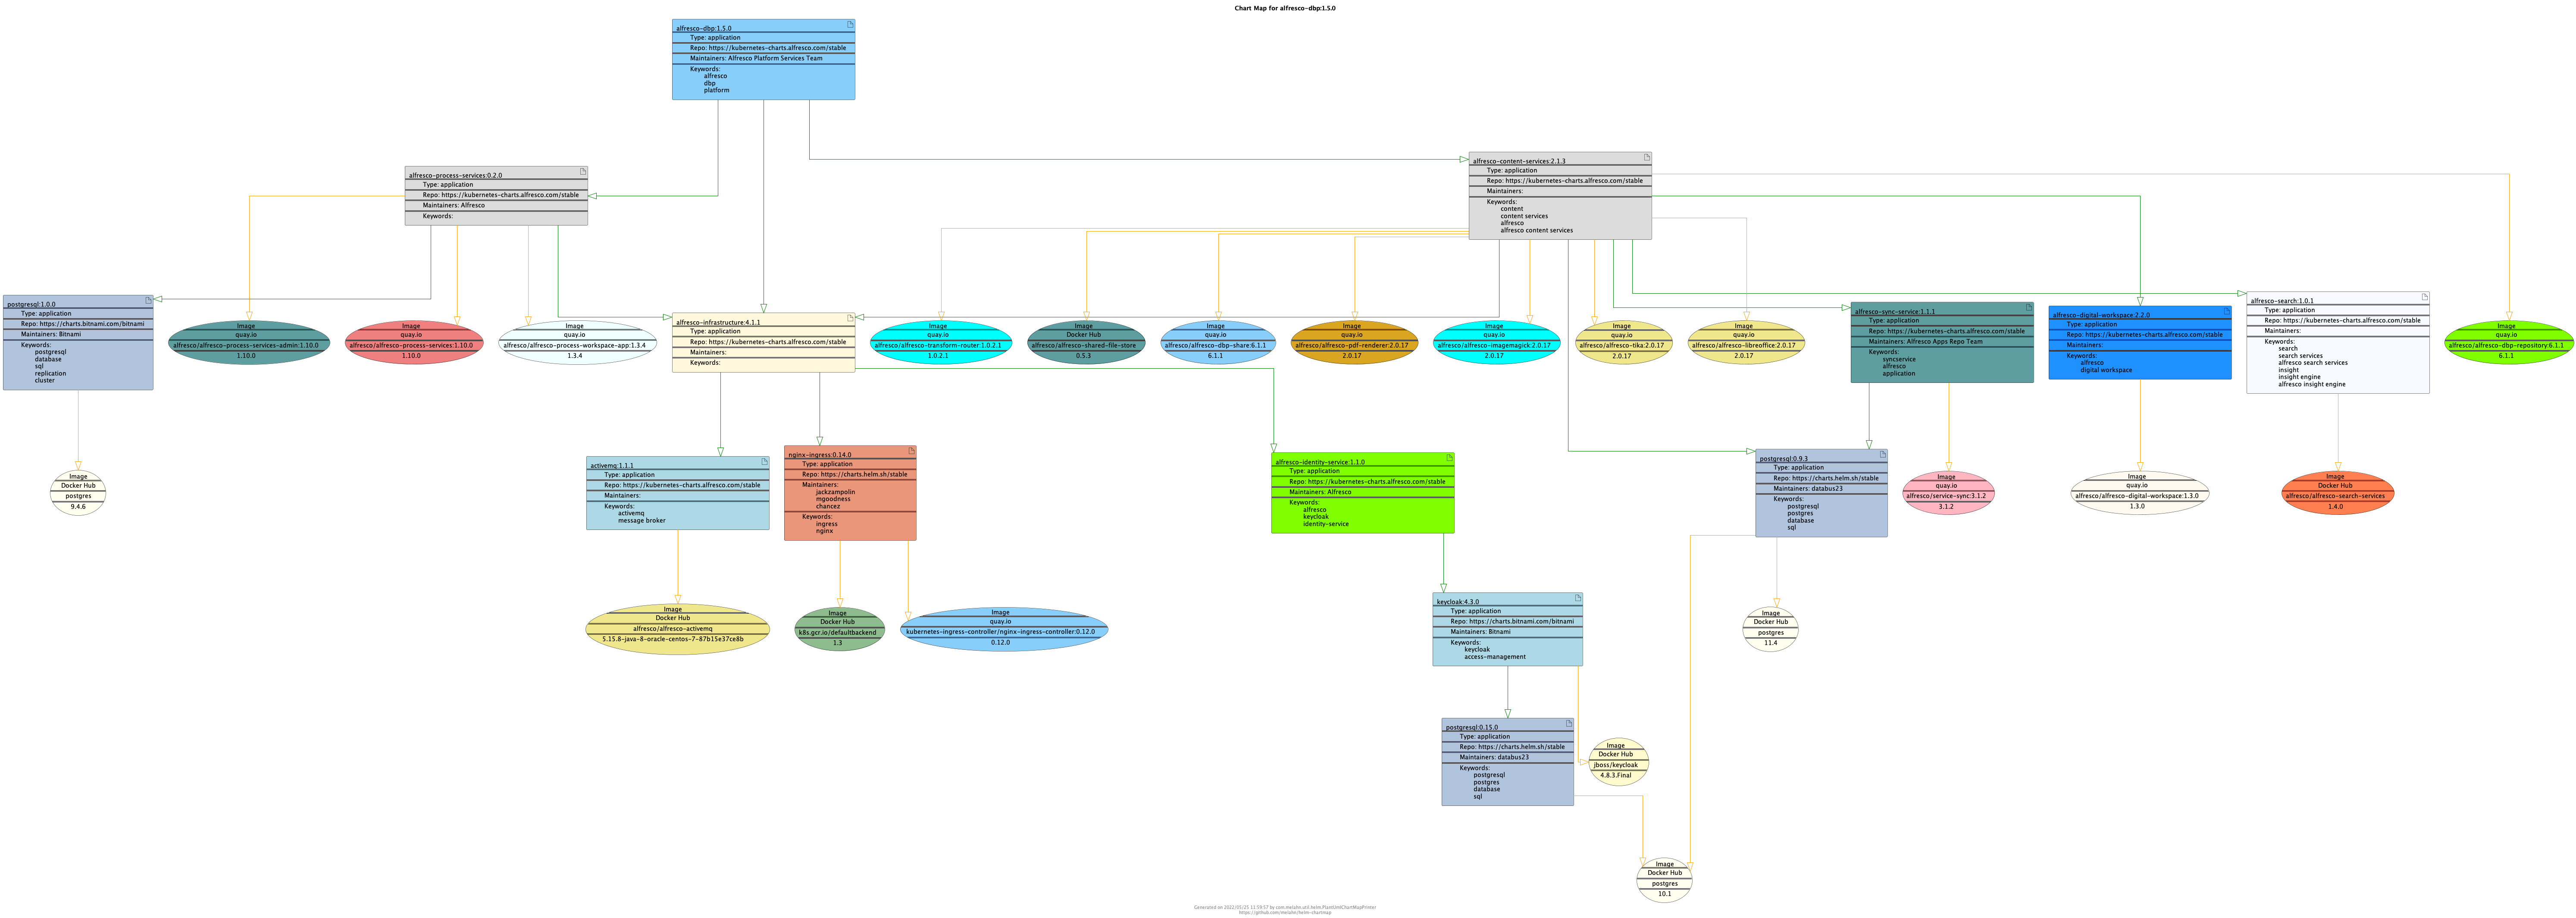 Chart Map for alfresco-dbp:1.5.0
alfresco-dbp:1.5.0
Type: application
Repo: https://kubernetes-charts.alfresco.com/stable
Maintainers: Alfresco Platform Services Team
Keywords:
alfresco
dbp
platform
alfresco-process-services:0.2.0
Type: application
Repo: https://kubernetes-charts.alfresco.com/stable
Maintainers: Alfresco
Keywords:
alfresco-content-services:2.1.3
Type: application
Repo: https://kubernetes-charts.alfresco.com/stable
Maintainers:
Keywords:
content
content services
alfresco
alfresco content services
postgresql:1.0.0
Type: application
Repo: https://charts.bitnami.com/bitnami
Maintainers: Bitnami
Keywords:
postgresql
database
sql
replication
cluster
Image
quay.io
alfresco/alfresco-process-services-admin:1.10.0
1.10.0
Image
quay.io
alfresco/alfresco-process-services:1.10.0
1.10.0
Image
quay.io
alfresco/alfresco-process-workspace-app:1.3.4
1.3.4
alfresco-infrastructure:4.1.1
Type: application
Repo: https://kubernetes-charts.alfresco.com/stable
Maintainers:
Keywords:
Image
quay.io
alfresco/alfresco-transform-router:1.0.2.1
1.0.2.1
Image
Docker Hub
alfresco/alfresco-shared-file-store
0.5.3
Image
quay.io
alfresco/alfresco-dbp-share:6.1.1
6.1.1
Image
quay.io
alfresco/alfresco-pdf-renderer:2.0.17
2.0.17
Image
quay.io
alfresco/alfresco-imagemagick:2.0.17
2.0.17
Image
quay.io
alfresco/alfresco-tika:2.0.17
2.0.17
Image
quay.io
alfresco/alfresco-libreoffice:2.0.17
2.0.17
alfresco-sync-service:1.1.1
Type: application
Repo: https://kubernetes-charts.alfresco.com/stable
Maintainers: Alfresco Apps Repo Team
Keywords:
syncservice
alfresco
application
alfresco-digital-workspace:2.2.0
Type: application
Repo: https://kubernetes-charts.alfresco.com/stable
Maintainers:
Keywords:
alfresco
digital workspace
alfresco-search:1.0.1
Type: application
Repo: https://kubernetes-charts.alfresco.com/stable
Maintainers:
Keywords:
search
search services
alfresco search services
insight
insight engine
alfresco insight engine
Image
quay.io
alfresco/alfresco-dbp-repository:6.1.1
6.1.1
Image
Docker Hub
postgres
9.4.6
activemq:1.1.1
Type: application
Repo: https://kubernetes-charts.alfresco.com/stable
Maintainers:
Keywords:
activemq
message broker
nginx-ingress:0.14.0
Type: application
Repo: https://charts.helm.sh/stable
Maintainers:
jackzampolin
mgoodness
chancez
Keywords:
ingress
nginx
alfresco-identity-service:1.1.0
Type: application
Repo: https://kubernetes-charts.alfresco.com/stable
Maintainers: Alfresco
Keywords:
alfresco
keycloak
identity-service
postgresql:0.9.3
Type: application
Repo: https://charts.helm.sh/stable
Maintainers: databus23
Keywords:
postgresql
postgres
database
sql
Image
quay.io
alfresco/service-sync:3.1.2
3.1.2
Image
quay.io
alfresco/alfresco-digital-workspace:1.3.0
1.3.0
Image
Docker Hub
alfresco/alfresco-search-services
1.4.0
Image
Docker Hub
alfresco/alfresco-activemq
5.15.8-java-8-oracle-centos-7-87b15e37ce8b
Image
Docker Hub
k8s.gcr.io/defaultbackend
1.3
Image
quay.io
kubernetes-ingress-controller/nginx-ingress-controller:0.12.0
0.12.0
keycloak:4.3.0
Type: application
Repo: https://charts.bitnami.com/bitnami
Maintainers: Bitnami
Keywords:
keycloak
access-management
Image
Docker Hub
postgres
11.4
postgresql:0.15.0
Type: application
Repo: https://charts.helm.sh/stable
Maintainers: databus23
Keywords:
postgresql
postgres
database
sql
Image
Docker Hub
jboss/keycloak
4.8.3.Final
Image
Docker Hub
postgres
10.1
Generated on 2022/05/25 11:59:57 by com.melahn.util.helm.PlantUmlChartMapPrinter
https://github.com/melahn/helm-chartmap